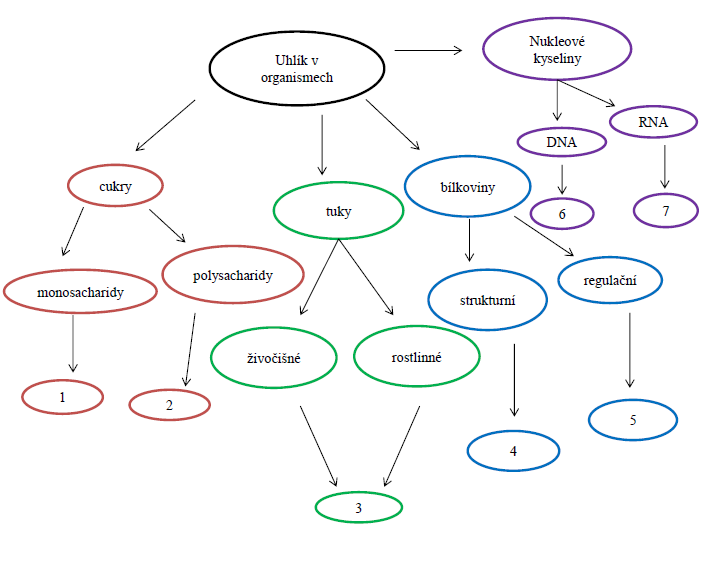 Uhlík v
organismech
Nukleové
kyseliny
DNA
RNA
6
7
cukry
tuky
bílkoviny
monosacharidy
polysacharidy
strukturní
regulační
živočišné
rostlinné
1
2
3
4
5